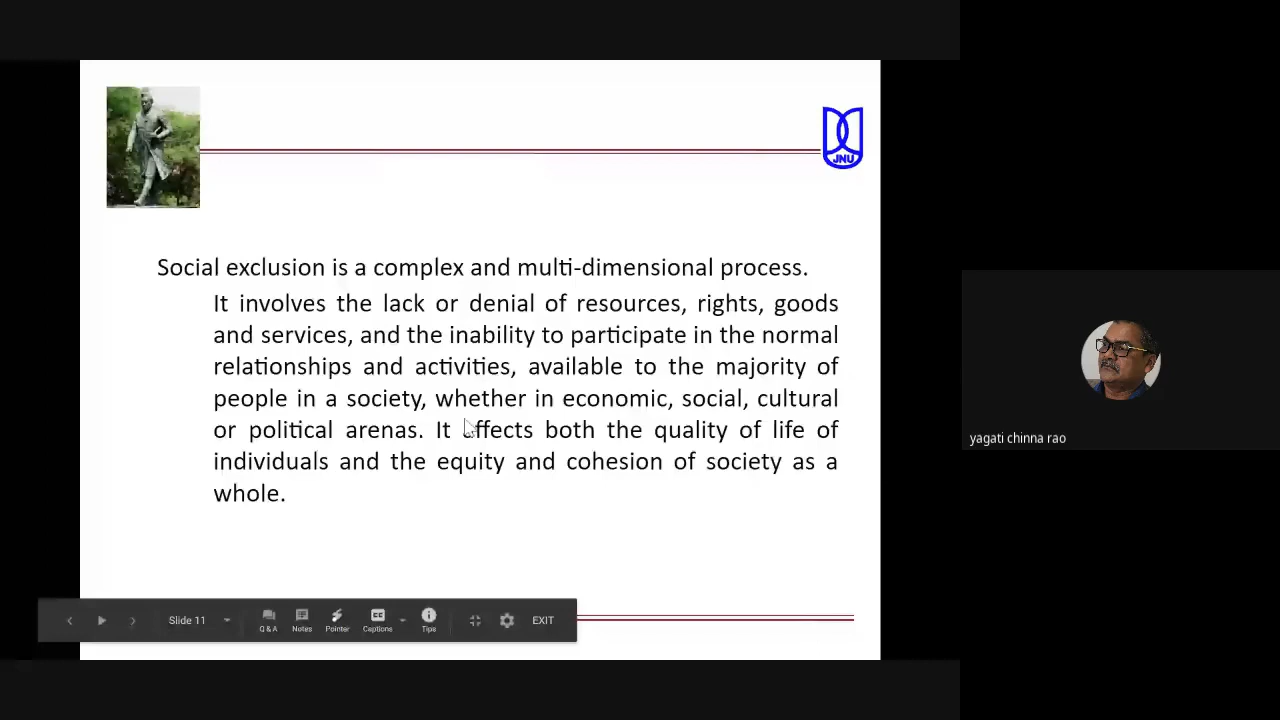 JNU
Social exclusion is a complex and multi-dimensional process.
It involves the lack or denial of resources, rights, goods
and services, and the inability to participate in the normal
relationships and activities, available to the majority of
people in a society, whether in economic, social, cultural
or political arenas. It affects both the quality of life of
individuals and the equity and cohesion of society as a
whole.
yagati chinna rao
Slide 11
Q & A
Notes
Pointer
Captions
Tips
EXIT
CC